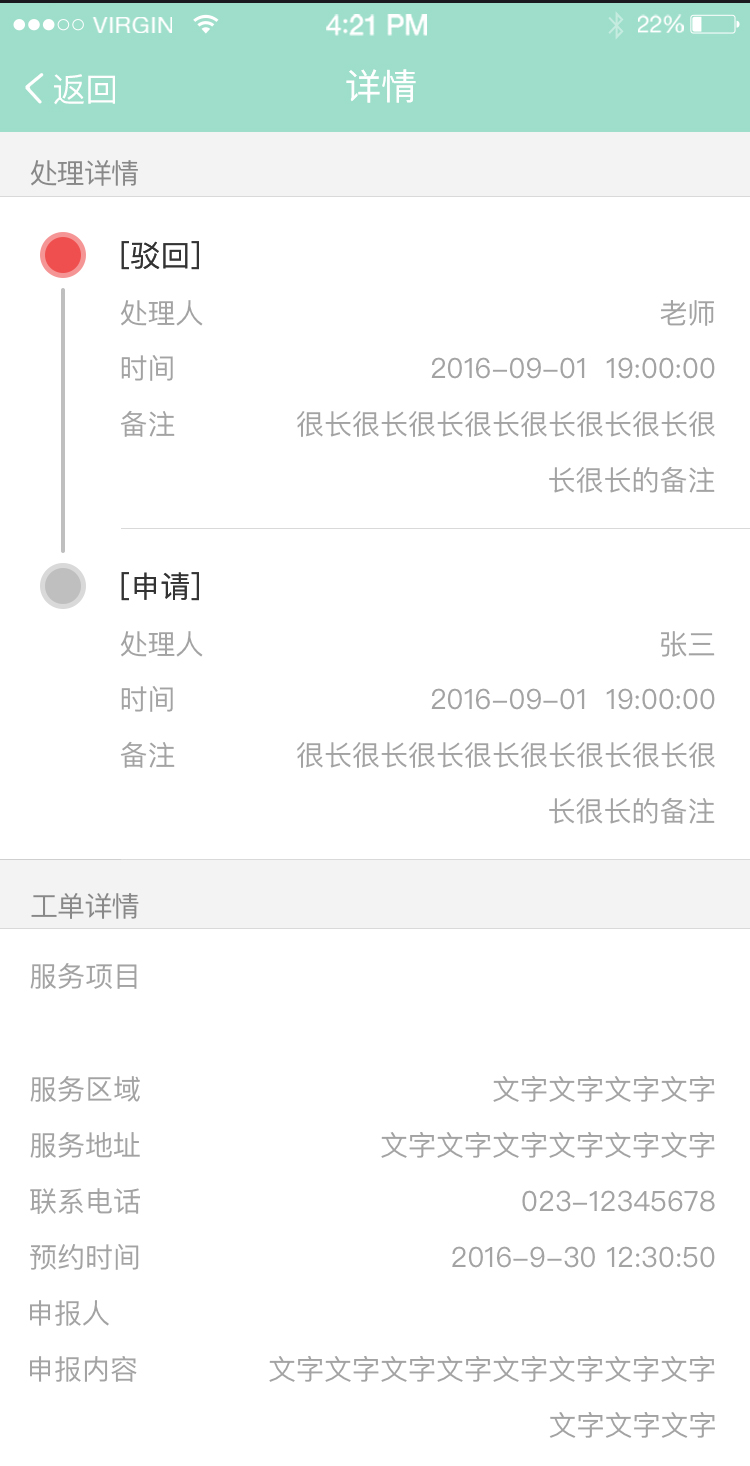 VIRGIN 4:21 PM 22%
返回 详情
处理详情
[驳回]
处理人 老师
时间 2016-09-01 19:00:00
备注 很长很长很长很长很长很长很长很
长很长的备注
[申请]
处理人 张三
时间 2016-09-01 19:00:00
备注 很长很长很长很长很长很长很长很
长很长的备注
工单详情
服务项目
服务区域 文字文字文字文字
服务地址 文字文字文字文字文字文字
联系电话 023-12345678
预约时间 2016-9-30 12:30:50
申报人
申报内容 文字文字文字文字文字文字文字文字
文字文字文字